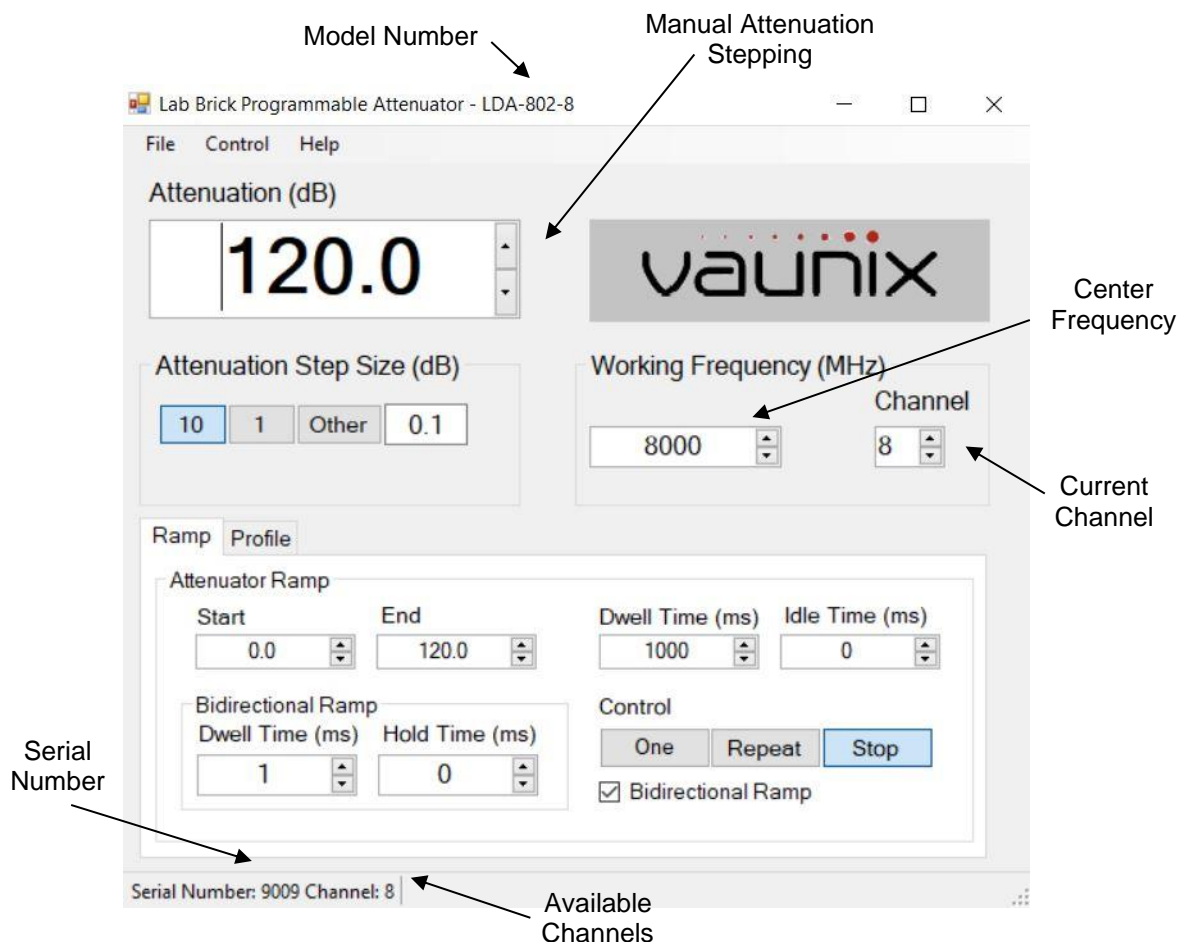 Model Number
Manual Attenuation
Stepping
Lab Brick Programmable Attenuator - LDA-802-8
File Control Help
Attenuation (dB)
120.0
vaunix
Center
Frequency
Attenuation Step Size (dB)
10 1 Other 0.1
Working Frequency (MHz)
Channel
8000 8
Current
Channel
Ramp Profile
Attenuator Ramp
Start End Dwell Time (ms) Idle Time (ms)
0.0 120.0 1000 0
Bidirectional Ramp
Dwell Time (ms) Hold Time (ms)
1 0
Control
One Repeat Stop
Bidirectional Ramp
Serial
Number
Serial Number: 9009 Channel: 8
Available
Channels